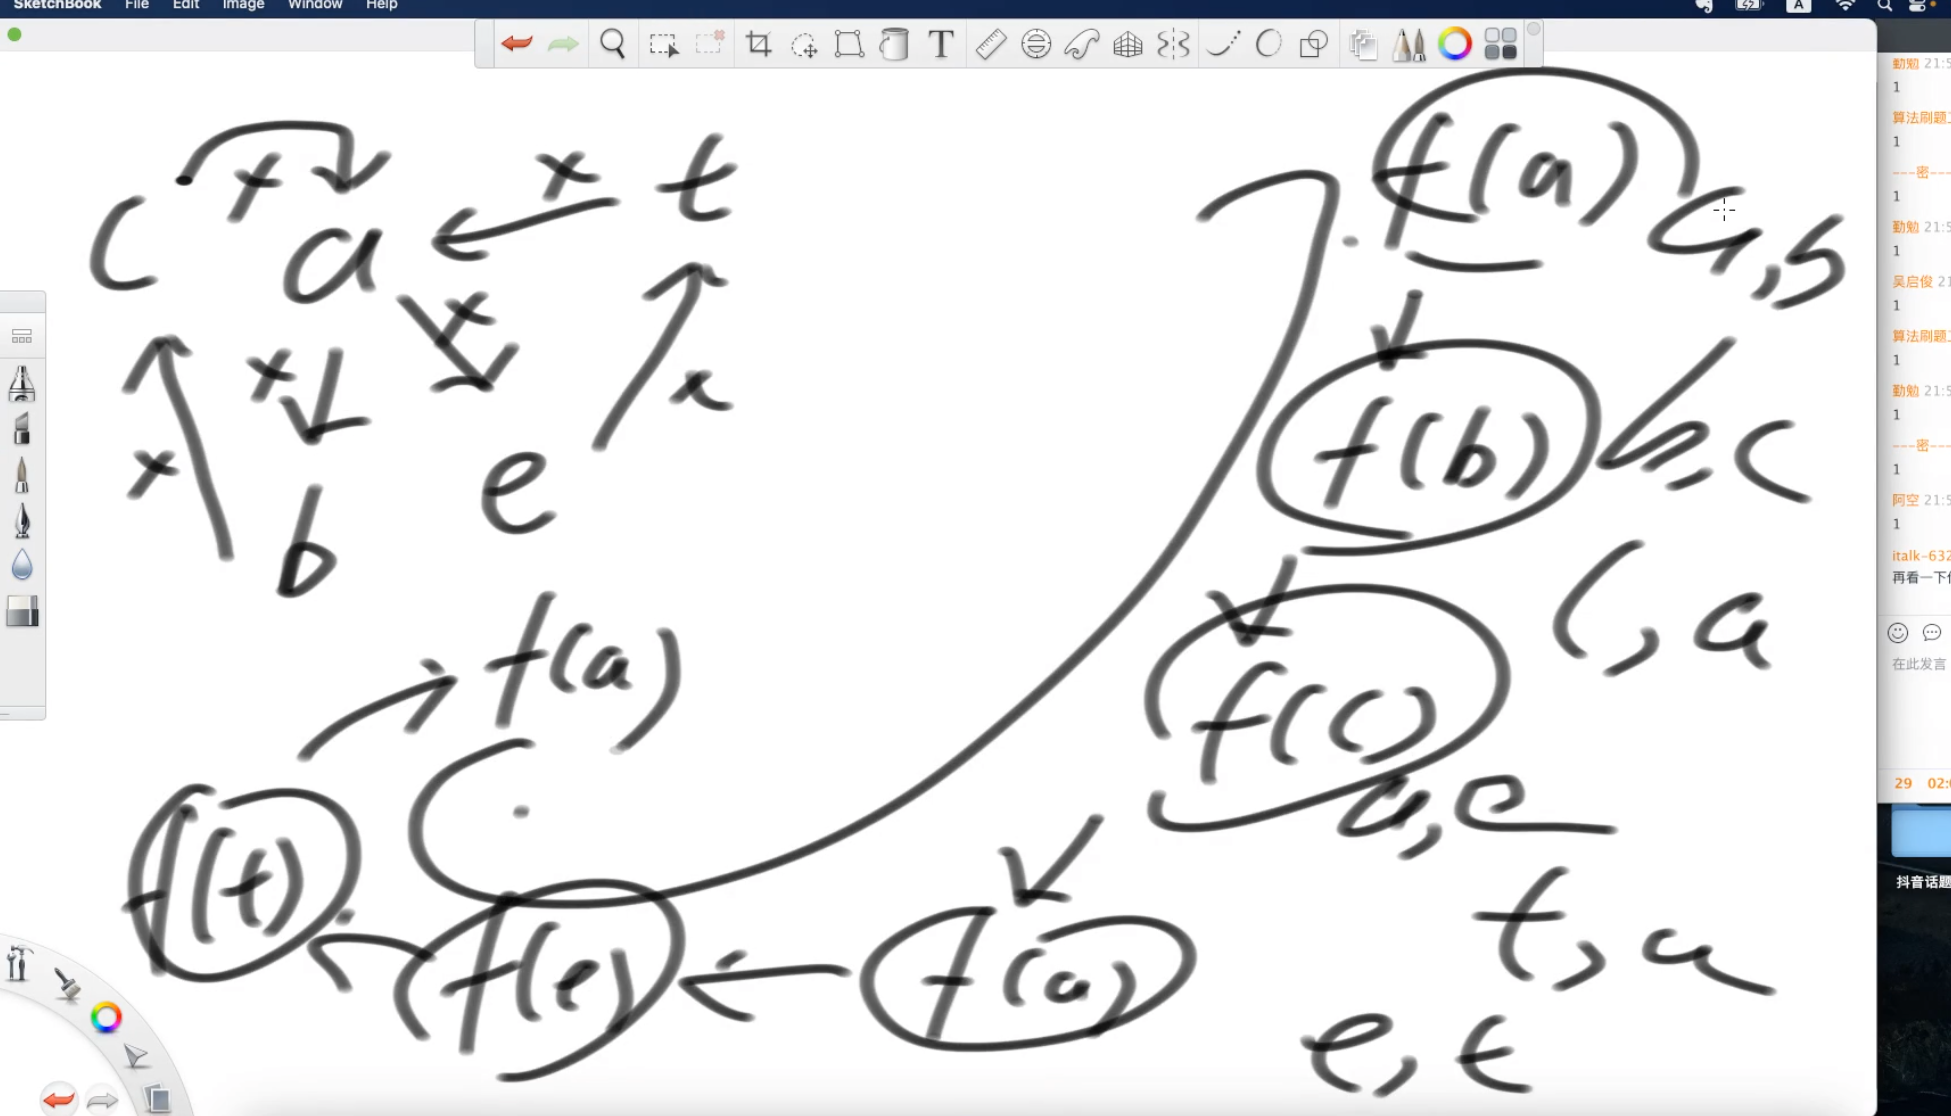 SketchBook File Edit Image Window Help
A
T
勤勉 21:5
1
算法刷题
1
---密---
1
勤勉 21:5
1
吴启俊 21
1
算法刷题
1
勤勉 21:5
1
---密---
1
阿空 21:5
1
italk-632
再看一下
在此发言
29 02:
抖音话题
c x a x t
x x x x
b e
f(a) a,b
f(b) b,c
f(c) c,a
a,e
f(a) t,a
f(e) e,t
f(t)
f(a)